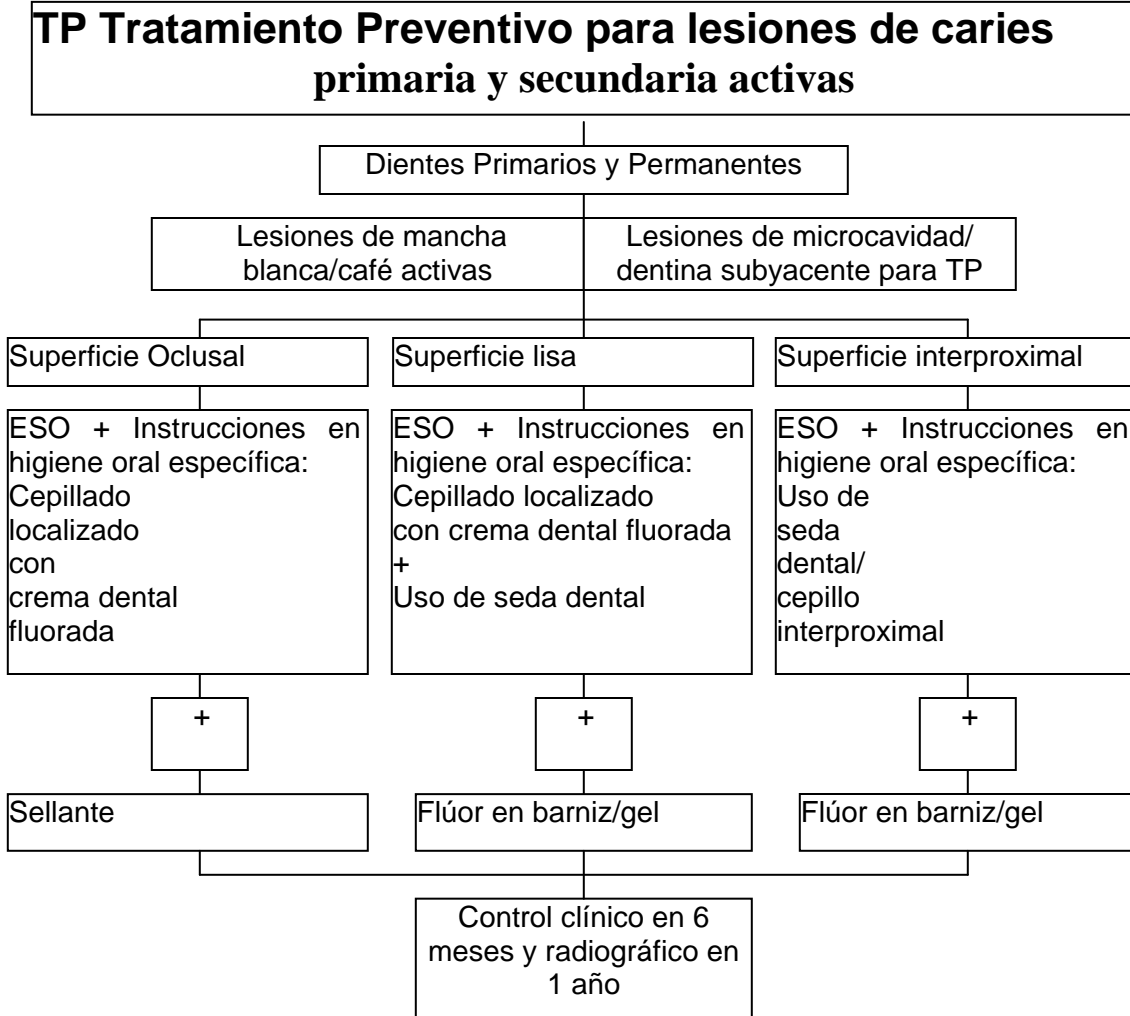 TP Tratamiento Preventivo para lesiones de caries
primaria y secundaria activas
Dientes Primarios y Permanentes
Lesiones de mancha
blanca/café activas
Lesiones de microcavidad/
dentina subyacente para TP
Superficie Oclusal
Superficie lisa
Superficie interproximal
ESO + Instrucciones en
higiene oral específica:
Cepillado
localizado
con
crema dental
fluorada
ESO + Instrucciones en
higiene oral específica:
Cepillado localizado
con crema dental fluorada
+
Uso de seda dental
ESO + Instrucciones en
higiene oral específica:
Uso de
seda
dental/
cepillo
interproximal
+
+
+
Sellante
Flúor en barniz/gel
Flúor en barniz/gel
Control clínico en 6
meses y radiográfico en
1 año